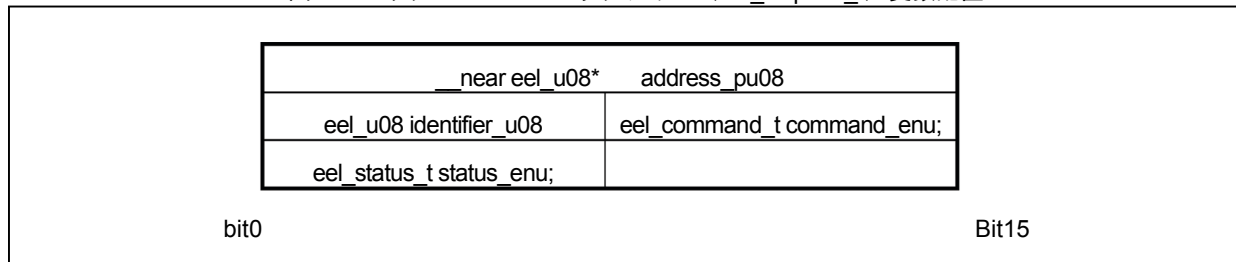 __near eel_u08* address_pu08
eel_u08 identifier_u08 eel_command_t command_enu;
eel_status_t status_enu;
bit0 Bit15